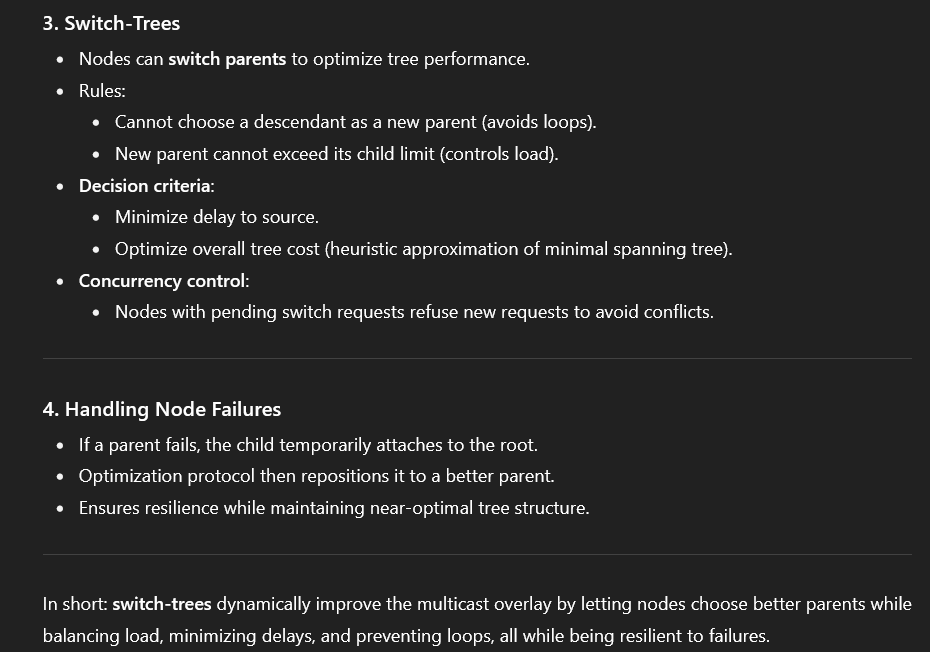 3. Switch-Trees
• Nodes can switch parents to optimize tree performance.
• Rules:
• Cannot choose a descendant as a new parent (avoids loops).
• New parent cannot exceed its child limit (controls load).
• Decision criteria:
• Minimize delay to source.
• Optimize overall tree cost (heuristic approximation of minimal spanning tree).
• Concurrency control:
• Nodes with pending switch requests refuse new requests to avoid conflicts.
4. Handling Node Failures
• If a parent fails, the child temporarily attaches to the root.
• Optimization protocol then repositions it to a better parent.
• Ensures resilience while maintaining near-optimal tree structure.
In short: switch-trees dynamically improve the multicast overlay by letting nodes choose better parents while
balancing load, minimizing delays, and preventing loops, all while being resilient to failures.